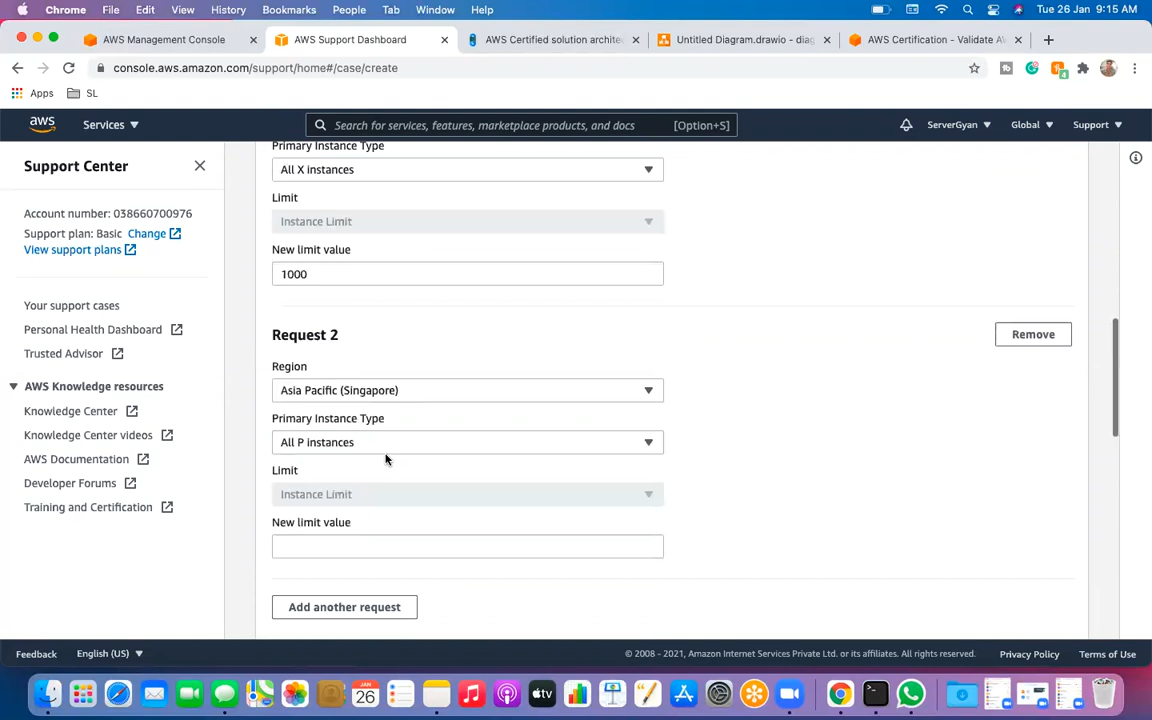 Chrome File Edit View History Bookmarks People Tab Window Help Tue 26 Jan 9:15 AM
AWS Management Console AWS Support Dashboard AWS Certified solution archite Untitled Diagram.drawio - diag AWS Certification - Validate A
console.aws.amazon.com/support/home#/case/create
Apps SL
aws Services Search for services, features, marketplace products, and docs [Option+S] ServerGyan Global Support
Support Center
Account number: 038660700976
Support plan: Basic Change
View support plans
Your support cases
Personal Health Dashboard
Trusted Advisor
AWS Knowledge resources
Knowledge Center
Knowledge Center videos
AWS Documentation
Developer Forums
Training and Certification
Primary Instance Type
All X instances
Limit
Instance Limit
New limit value
1000
Request 2 Remove
Region
Asia Pacific (Singapore)
Primary Instance Type
All P instances
Limit
Instance Limit
New limit value
Add another request
Feedback English (US) © 2008 - 2021, Amazon Internet Services Private Ltd. or its affiliates. All rights reserved. Privacy Policy Terms of Use